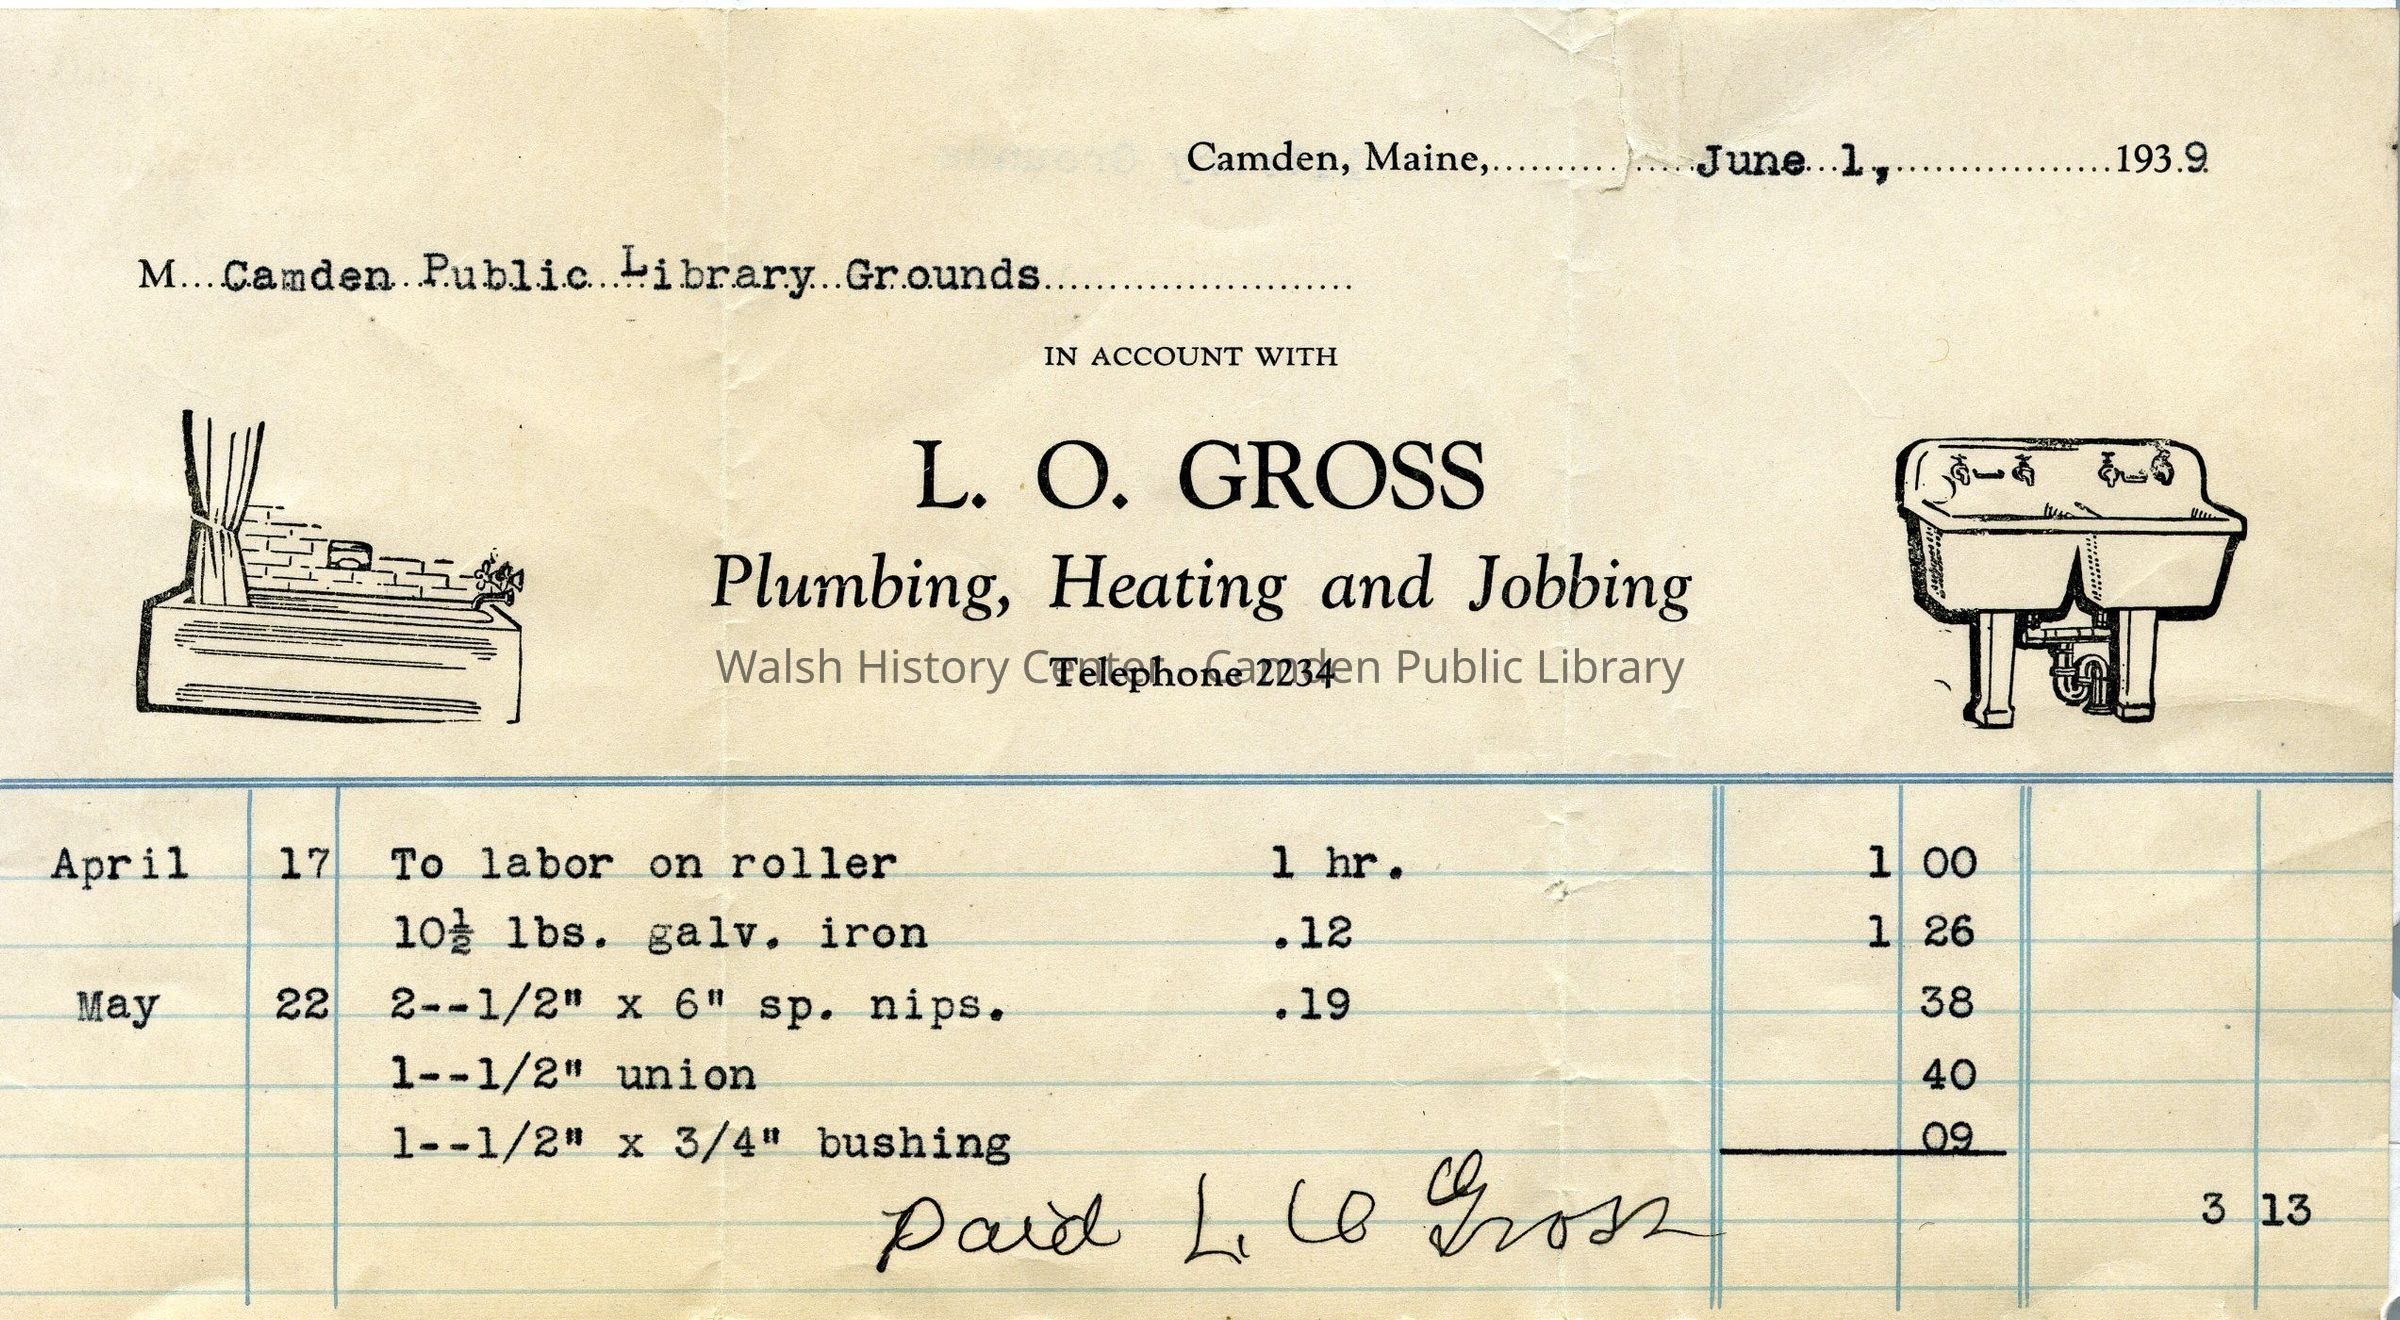 Camden, Maine, June 1, 1939
M Camden Public Library Grounds
IN ACCOUNT WITH
L. O. GROSS
Plumbing, Heating and Jobbing
Telephone 2234
Walsh History Center - Camden Public Library
April 17 To labor on roller 1 hr. 1 00
10½ lbs. galv. iron .12 1 26
May 22 2--1/2" x 6" sp. nips. .19 38
1--1/2" union 40
1--1/2" x 3/4" bushing 09
3 13
Paid L. O Gross